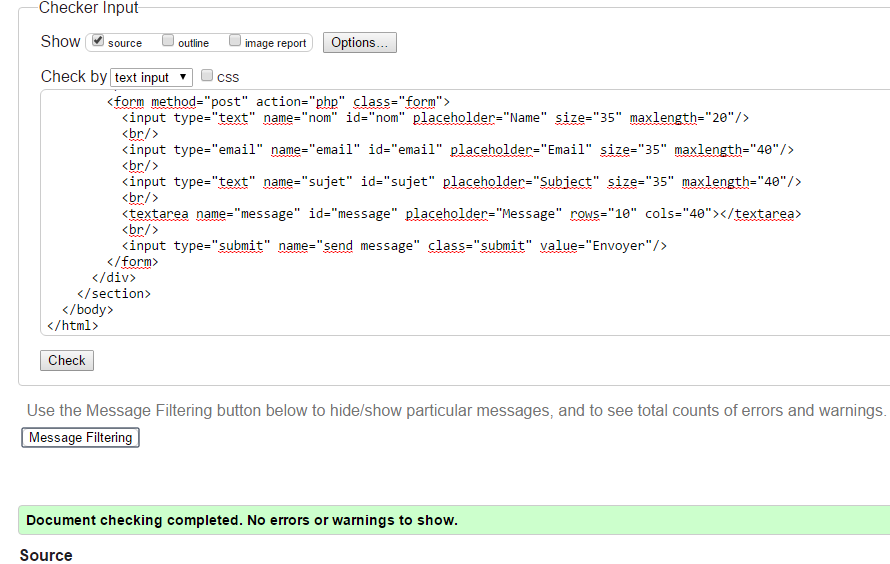 Checker Input
Show source outline image report Options...
Check by text input css
<form method="post" action="php" class="form">
<input type="text" name="nom" id="nom" placeholder="Name" size="35" maxlength="20"/>
<br/>
<input type="email" name="email" id="email" placeholder="Email" size="35" maxlength="40"/>
<br/>
<input type="text" name="sujet" id="sujet" placeholder="Subject" size="35" maxlength="40"/>
<br/>
<textarea name="message" id="message" placeholder="Message" rows="10" cols="40"></textarea>
<br/>
<input type="submit" name="send message" class="submit" value="Envoyer"/>
</form>
</div>
</section>
</body>
</html>
Check
Use the Message Filtering button below to hide/show particular messages, and to see total counts of errors and warnings.
Message Filtering
Document checking completed. No errors or warnings to show.
Source